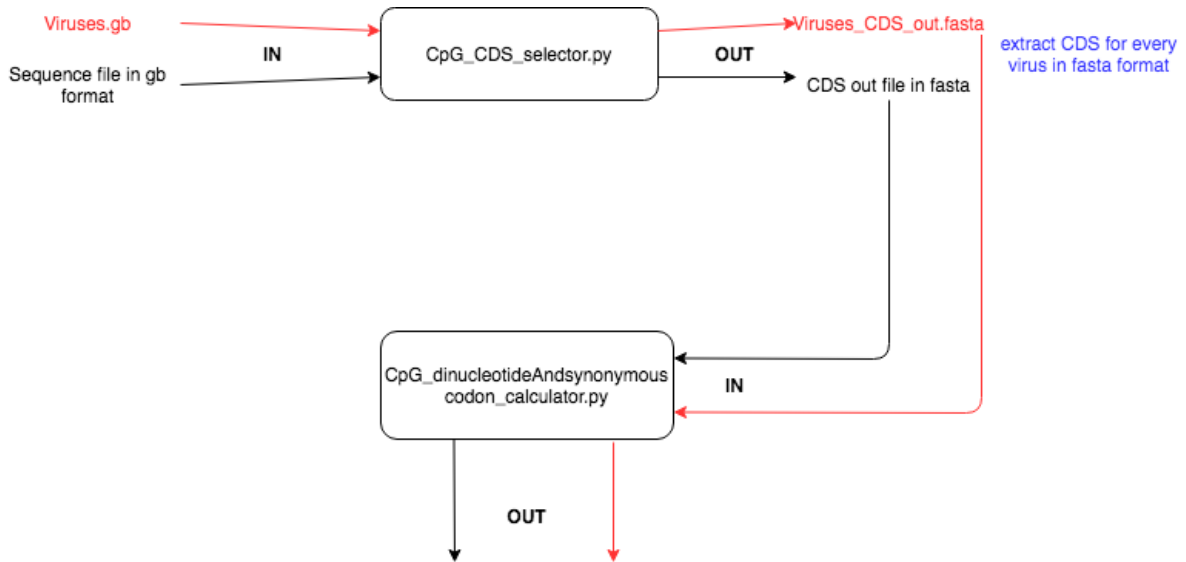 Viruses.gb
IN
Sequence file in gb
format
CpG_CDS_selector.py
OUT
Viruses_CDS_out.fasta
CDS out file in fasta
extract CDS for every
virus in fasta format
CpG_dinucleotideAndsynonymous
codon_calculator.py
IN
OUT